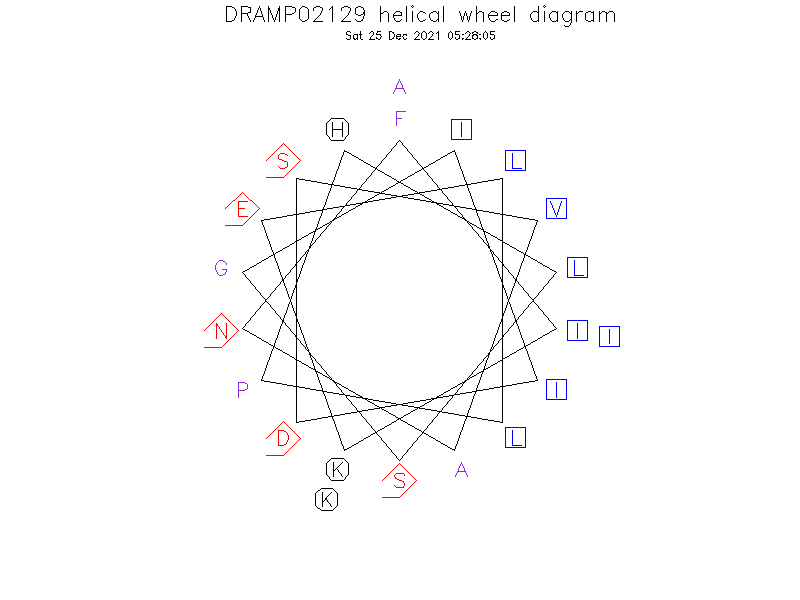 DRAMP02129 helical wheel diagram
Sat 25 Dec 2021 05:28:05
A
F
H I
S L
E V
G L
N I I
P I
D L
K A
S
K